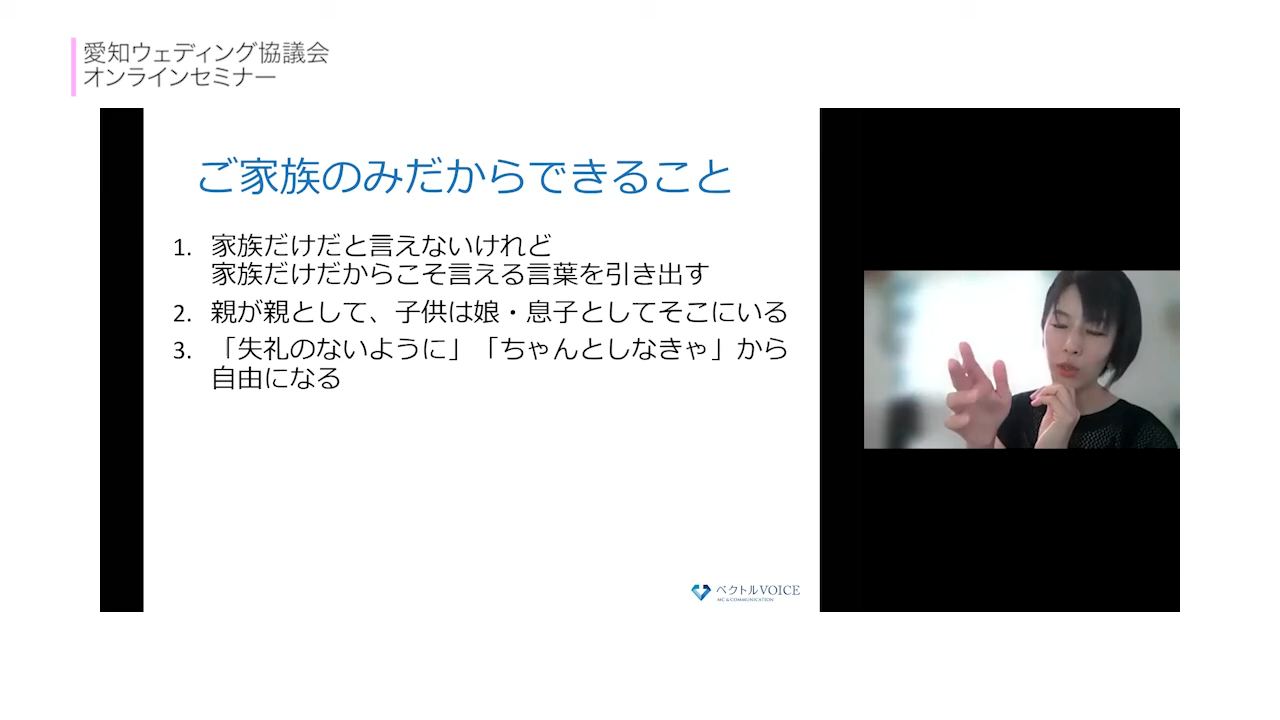 愛知ウェディング協議会
オンラインセミナー
ご家族のみだからできること
1. 家族だけだと言えないけれど
家族だけだからこそ言える言葉を引き出す
2. 親が親として、子供は娘・息子としてそこにいる
3. 「失礼のないように」「ちゃんとしなきゃ」から
自由になる
ベクトルVOICE
MC & COMMUNICATION